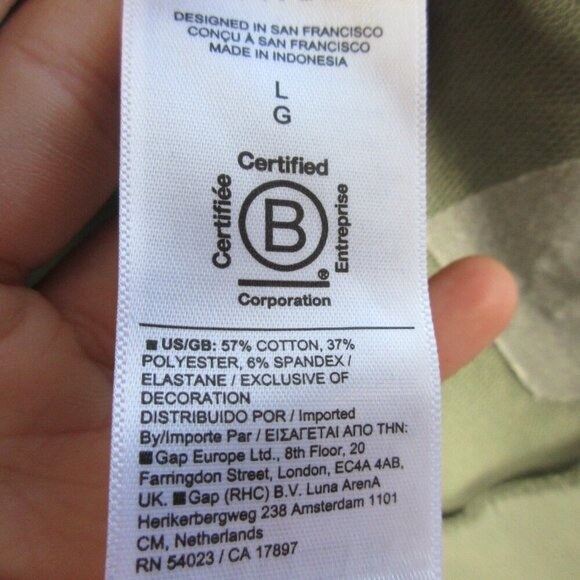 DESIGNED IN SAN FRANCISCO
CONÇU À SAN FRANCISCO
MADE IN INDONESIA
L
G
Certified
Certifiée
B
Entreprise
®
Corporation
US/GB: 57% COTTON, 37%
POLYESTER, 6% SPANDEX /
ELASTANE / EXCLUSIVE OF
DECORATION
DISTRIBUIDO POR / Imported
By/Importe Par / ΕΙΣΑΓΕΤΑΙ ΑΠΟ ΤΗΝ:
Gap Europe Ltd., 8th Floor, 20
Farringdon Street, London, EC4A 4AB,
UK. Gap (RHC) B.V. Luna ArenA
Herikerbergweg 238 Amsterdam 1101
CM, Netherlands
RN 54023 / CA 17897